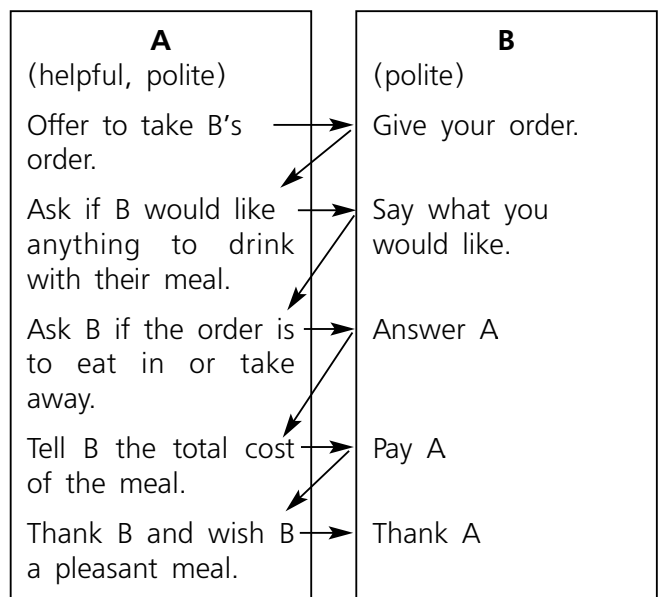 A
(helpful, polite)
Offer to take B's
order.
Ask if B would like
anything to drink
with their meal.
Ask B if the order is
to eat in or take
away.
Tell B the total cost
of the meal.
Thank B and wish B
a pleasant meal.
B
(polite)
Give your order.
Say what you
would like.
Answer A
Pay A
Thank A